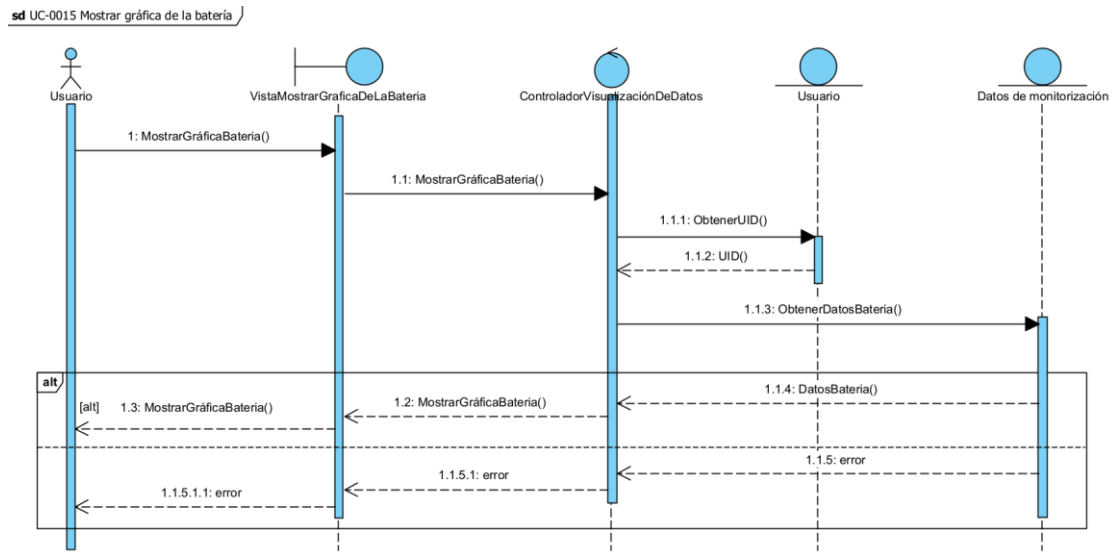 sd UC-0015 Mostrar gráfica de la batería
Usuario
VistaMostrarGraficaDeLaBateria
ControladorVisualizaciónDeDatos
Usuario
Datos de monitorización
1: MostrarGráficaBateria()
1.1: MostrarGráficaBateria()
1.1.1: ObtenerUID()
1.1.2: UID()
1.1.3: ObtenerDatosBateria()
alt
[alt]
1.1.4: DatosBateria()
1.2: MostrarGráficaBateria()
1.3: MostrarGráficaBateria()
1.1.5: error
1.1.5.1: error
1.1.5.1.1: error